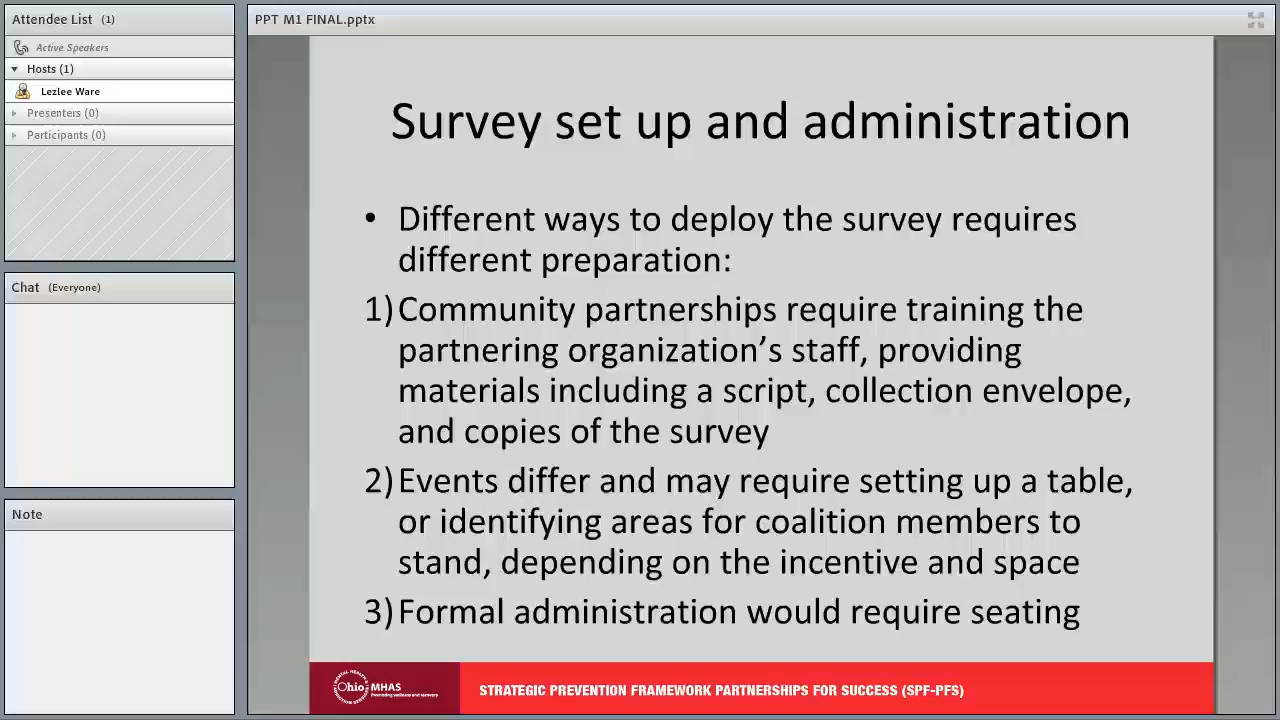 Attendee List (1)
Active Speakers
Hosts (1)
Lezlee Ware
Presenters (0)
Participants (0)
Chat (Everyone)
Note
PPT M1 FINAL.pptx
Survey set up and administration
• Different ways to deploy the survey requires
different preparation:
1) Community partnerships require training the
partnering organization’s staff, providing
materials including a script, collection envelope,
and copies of the survey
2) Events differ and may require setting up a table,
or identifying areas for coalition members to
stand, depending on the incentive and space
3) Formal administration would require seating
Ohio MHAS
Promoting wellness and recovery
STRATEGIC PREVENTION FRAMEWORK PARTNERSHIPS FOR SUCCESS (SPF-PFS)